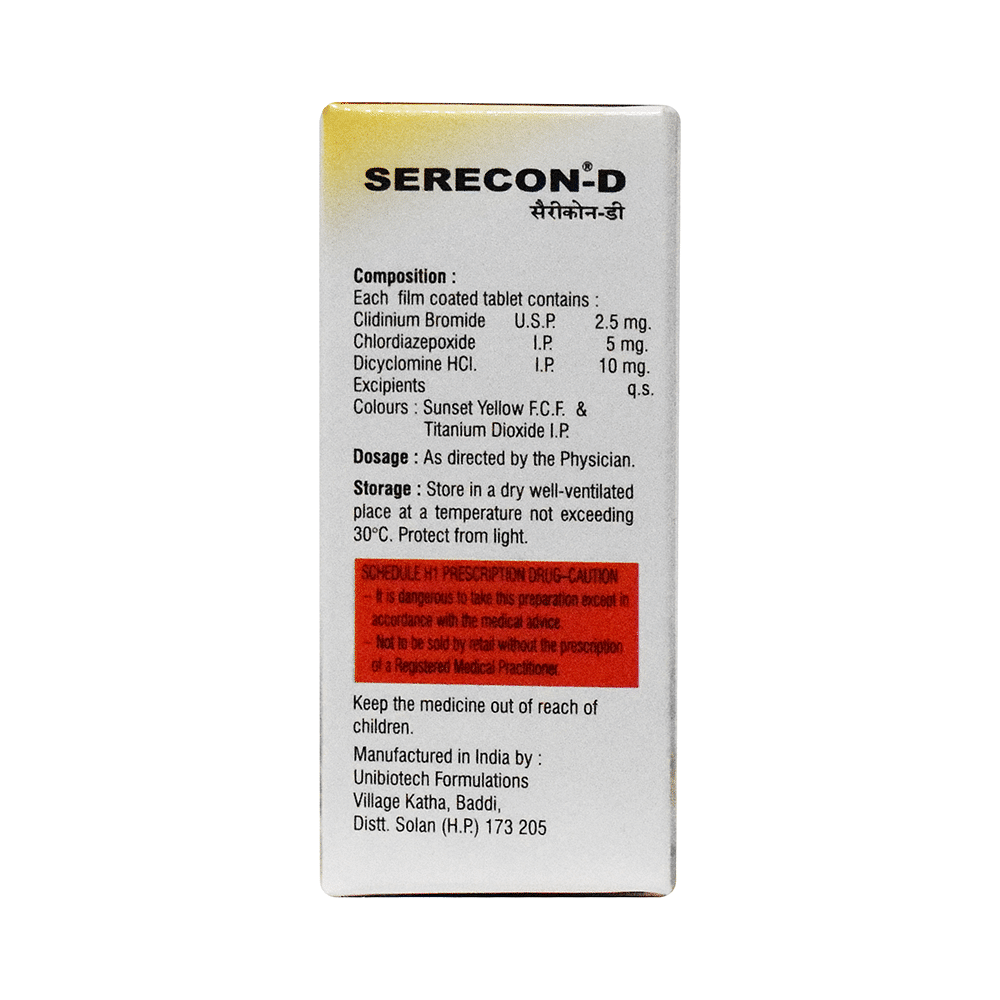 SERECON®-D
सैरीकोन-डी
Composition :
Each film coated tablet contains :
Clidinium Bromide U.S.P. 2.5 mg.
Chlordiazepoxide I.P. 5 mg.
Dicyclomine HCl. I.P. 10 mg.
Excipients q.s.
Colours : Sunset Yellow F.C.F. &
Titanium Dioxide I.P.
Dosage : As directed by the Physician.
Storage : Store in a dry well-ventilated
place at a temperature not exceeding
30°C. Protect from light.
SCHEDULE H1 PRESCRIPTION DRUG–CAUTION
– It is dangerous to take this preparation except in
accordance with the medical advice.
– Not to be sold by retail without the prescription
of a Registered Medical Practitioner.
Keep the medicine out of reach of
children.
Manufactured in India by :
Unibiotech Formulations
Village Katha, Baddi,
Distt. Solan (H.P.) 173 205